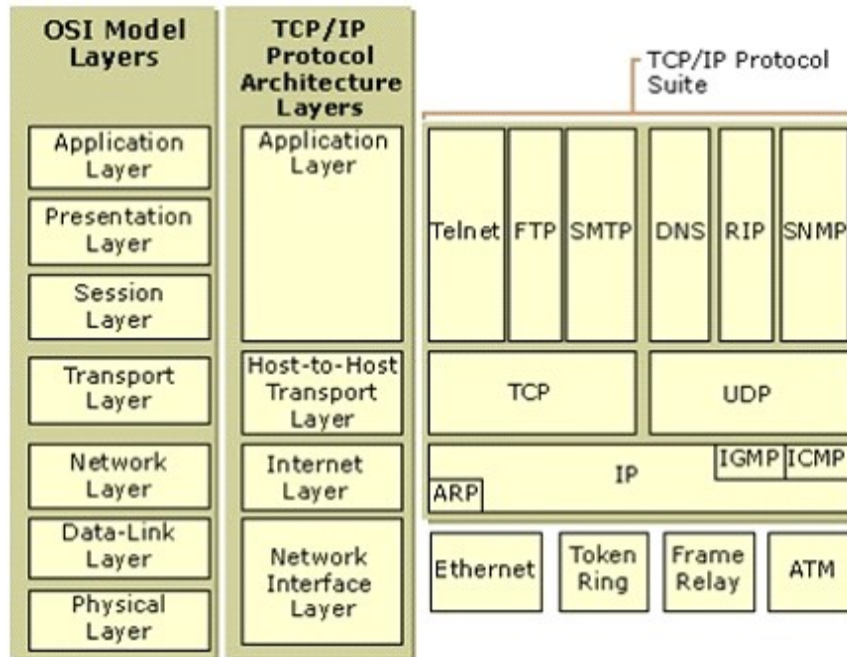 OSI Model
Layers
TCP/IP
Protocol
Architecture
Layers
TCP/IP Protocol
Suite
Application
Layer
Presentation
Layer
Session
Layer
Transport
Layer
Network
Layer
Data-Link
Layer
Physical
Layer
Application
Layer
Host-to-Host
Transport
Layer
Internet
Layer
Network
Interface
Layer
Telnet
FTP
SMTP
DNS
RIP
SNMP
TCP
UDP
IP
IGMP
ICMP
ARP
Ethernet
Token
Ring
Frame
Relay
ATM